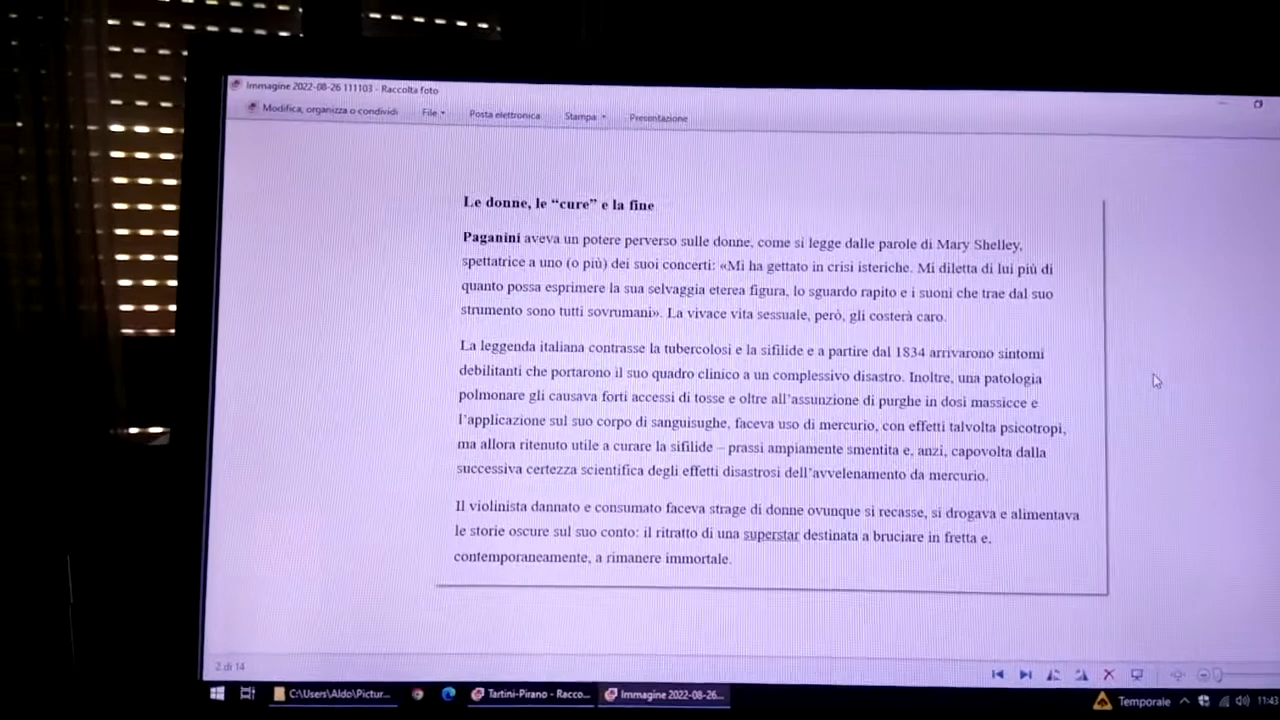 Immagine 2022-08-26 111103 - Raccolta foto
Modifica, organizza o condividi File Posta elettronica Stampa Presentazione
Le donne, le “cure” e la fine
Paganini aveva un potere perverso sulle donne, come si legge dalle parole di Mary Shelley,
spettatrice a uno (o più) dei suoi concerti: «Mi ha gettato in crisi isteriche. Mi diletta di lui più di
quanto possa esprimere la sua selvaggia eterea figura, lo sguardo rapito e i suoni che trae dal suo
strumento sono tutti sovrumani». La vivace vita sessuale, però, gli costerà caro.
La leggenda italiana contrasse la tubercolosi e la sifilide e a partire dal 1834 arrivarono sintomi
debilitanti che portarono il suo quadro clinico a un complessivo disastro. Inoltre, una patologia
polmonare gli causava forti accessi di tosse e oltre all’assunzione di purghe in dosi massicce e
l’applicazione sul suo corpo di sanguisughe, faceva uso di mercurio, con effetti talvolta psicotropi,
ma allora ritenuto utile a curare la sifilide – prassi ampiamente smentita e, anzi, capovolta dalla
successiva certezza scientifica degli effetti disastrosi dell’avvelenamento da mercurio.
Il violinista dannato e consumato faceva strage di donne ovunque si recasse, si drogava e alimentava
le storie oscure sul suo conto: il ritratto di una superstar destinata a bruciare in fretta e,
contemporaneamente, a rimanere immortale.
2 di 14
C:\Users\Aldo\Pictur... Tartini-Pirano - Racco... Immagine 2022-08-26... Temporale 11:43